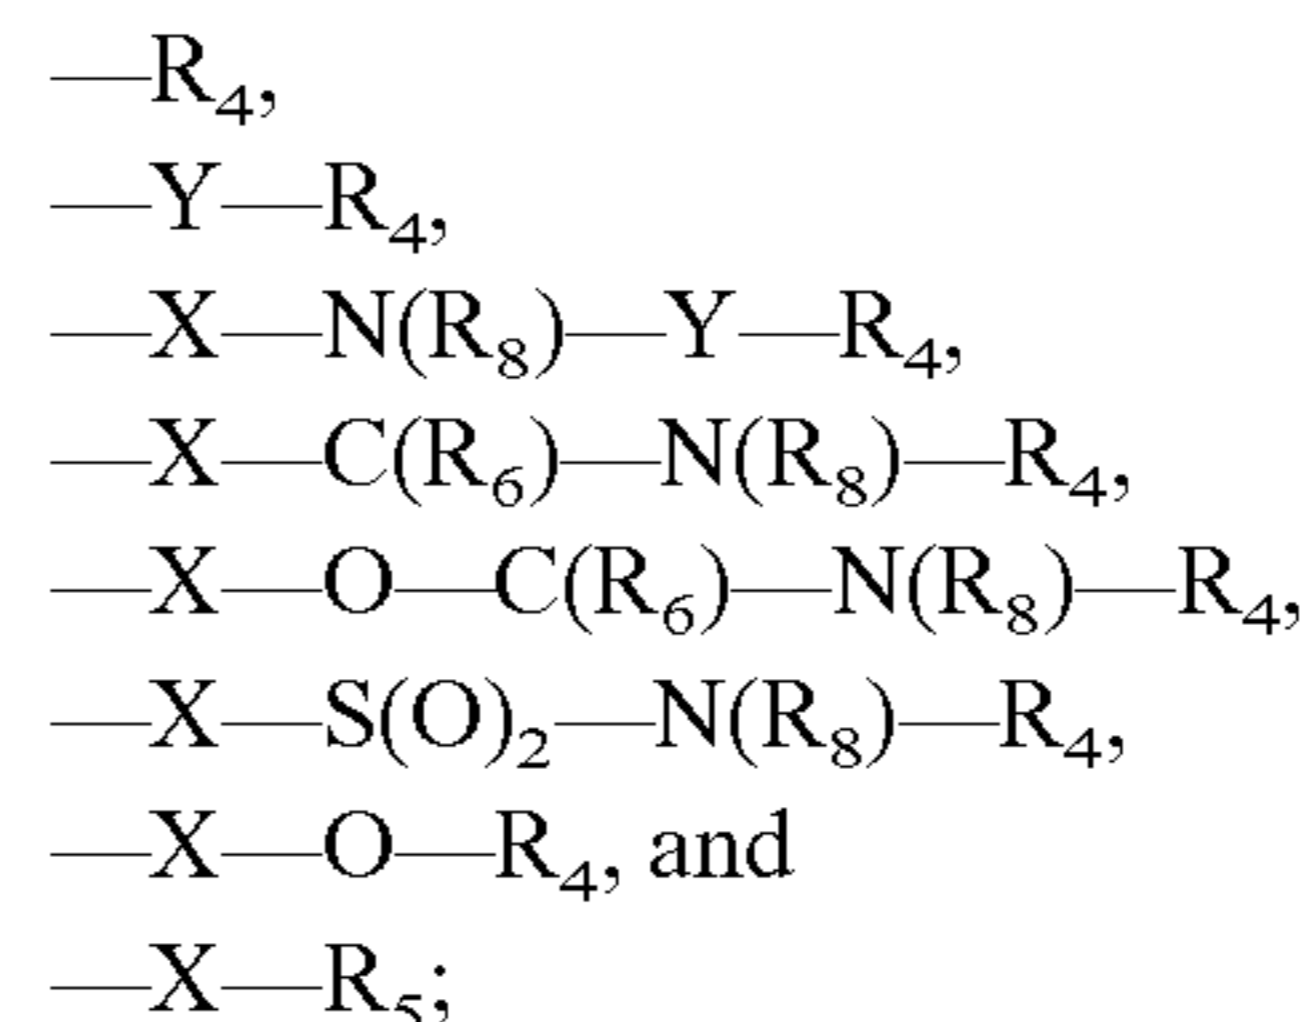 —R₄,
—Y—R₄,
—X—N(R₈)—Y—R₄,
—X—C(R₆)—N(R₈)—R₄,
—X—O—C(R₆)—N(R₈)—R₄,
—X—S(O)₂—N(R₈)—R₄,
—X—O—R₄, and
—X—R₅;